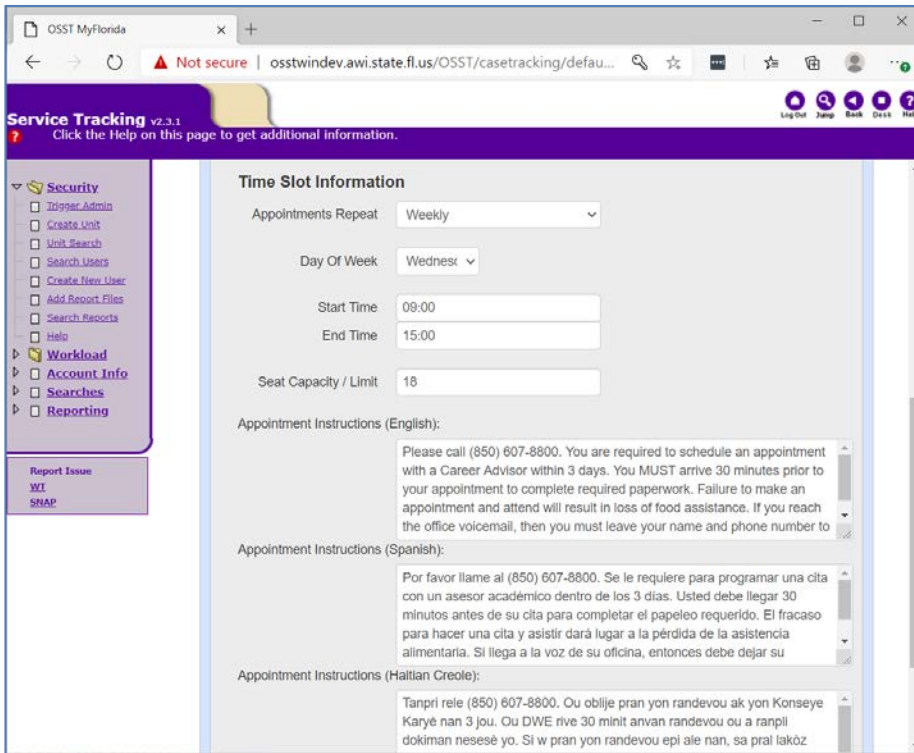 OSST MyFlorida
Not secure | osstwindev.awi.state.fl.us/OSST/casetracking/defau...
Log Out Jump Back Desk Hel
Service Tracking v2.3.1
Click the Help on this page to get additional information.
Security
Trigger Admin
Create Unit
Unit Search
Search Users
Create New User
Add Report Files
Search Reports
Help
Workload
Account Info
Searches
Reporting
Report Issue
WT
SNAP
Time Slot Information
Appointments Repeat Weekly
Day Of Week Wednesc
Start Time 09:00
End Time 15:00
Seat Capacity / Limit 18
Appointment Instructions (English):
Please call (850) 607-8800. You are required to schedule an appointment
with a Career Advisor within 3 days. You MUST arrive 30 minutes prior to
your appointment to complete required paperwork. Failure to make an
appointment and attend will result in loss of food assistance. If you reach
the office voicemail, then you must leave your name and phone number to
Appointment Instructions (Spanish):
Por favor llame al (850) 607-8800. Se le requiere para programar una cita
con un asesor académico dentro de los 3 días. Usted debe llegar 30
minutos antes de su cita para completar el papeleo requerido. El fracaso
para hacer una cita y asistir dará lugar a la pérdida de la asistencia
alimentaria. Si llega a la voz de su oficina, entonces debe dejar su
Appointment Instructions (Haitian Creole):
Tanpri rele (850) 607-8800. Ou oblije pran yon randevou ak yon Konseye
Karyè nan 3 jou. Ou DWE rive 30 minit anvan randevou ou a ranpli
dokiman nesesè yo. Si w pran yon randevou epi ale nan, sa pral lakòz